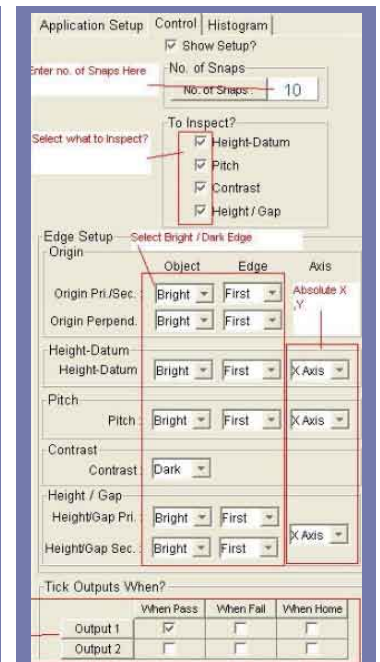 Application Setup Control Histogram
Show Setup?
Enter no. of Snaps Here
No. of Snaps
No. of Snaps : 10
To Inspect?
Select what to Inspect?
Height-Datum
Pitch
Contrast
Height / Gap
Edge Setup
Select Bright / Dark Edge
Origin
Object Edge Axis
Origin Pri./Sec. : Bright First
Absolute X ,Y
Origin Perpend. Bright First
Height-Datum
Height-Datum Bright First X Axis
Pitch
Pitch : Bright First X Axis
Contrast
Contrast : Dark
Height / Gap
Height/Gap Pri. Bright First
X Axis
Height/Gap Sec. : Bright First
Tick Outputs When?
When Pass When Fail When Home
Output 1
Output 2